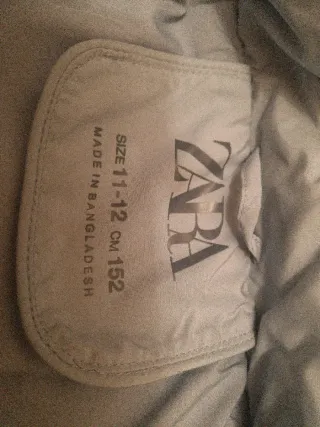 ZARA
SIZE 11-12 CM 152
MADE IN BANGLADESH